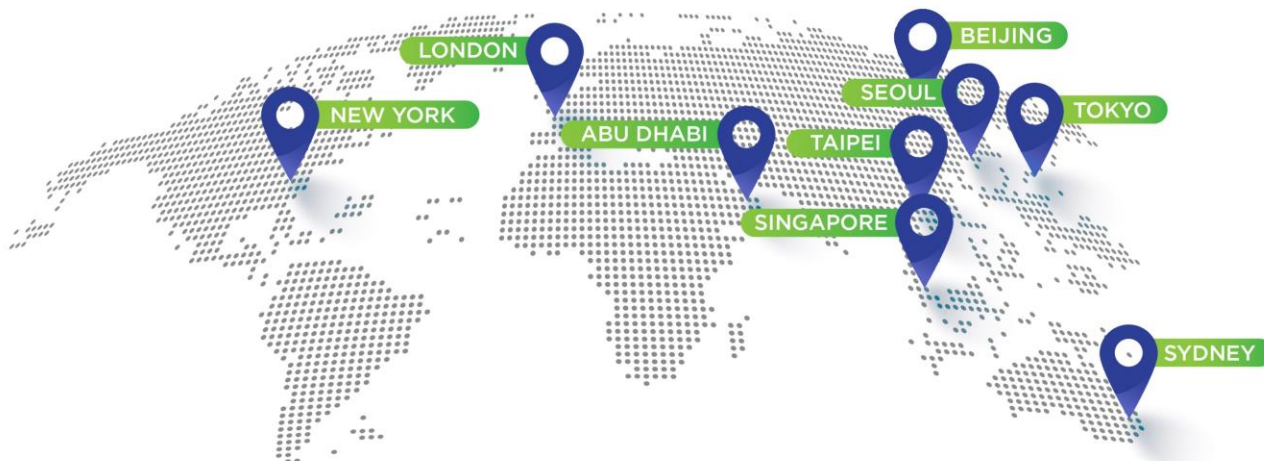 BEIJING
LONDON
SEOUL
TOKYO
NEW YORK
ABU DHABI
TAIPEI
SINGAPORE
SYDNEY